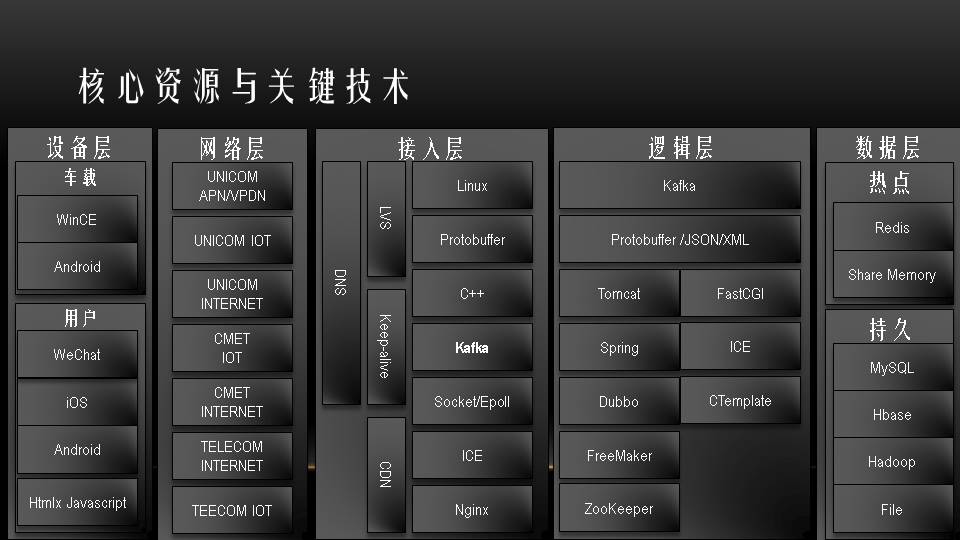 核心资源与关键技术
设备层
车载
WinCE
Android
用户
WeChat
iOS
Android
Htmlx Javascript
网络层
UNICOM
APN/VPDN
UNICOM IOT
UNICOM
INTERNET
CMET
IOT
CMET
INTERNET
TELECOM
INTERNET
TEECOM IOT
接入层
DNS
LVS
Keep-alive
CDN
Linux
Protobuffer
C++
Kafka
Socket/Epoll
ICE
Nginx
逻辑层
Kafka
Protobuffer /JSON/XML
Tomcat
FastCGI
Spring
ICE
Dubbo
CTemplate
FreeMaker
ZooKeeper
数据层
热点
Redis
Share Memory
持久
MySQL
Hbase
Hadoop
File